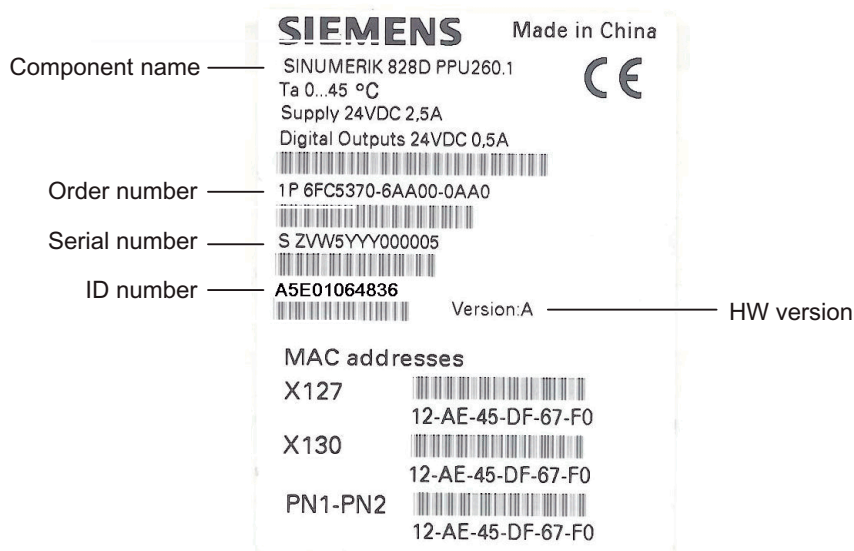 SIEMENS Made in China
Component name SINUMERIK 828D PPU260.1 CE
Ta 0...45 °C
Supply 24VDC 2,5A
Digital Outputs 24VDC 0,5A
Order number 1P 6FC5370-6AA00-0AA0
Serial number S ZVW5YYY000005
ID number A5E01064836
Version:A HW version
MAC addresses
X127
12-AE-45-DF-67-F0
X130
12-AE-45-DF-67-F0
PN1-PN2
12-AE-45-DF-67-F0